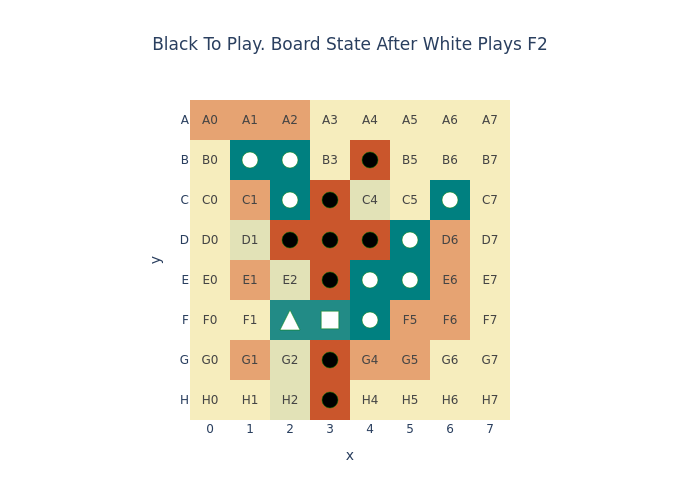 Black To Play. Board State After White Plays F2
A A0 A1 A2 A3 A4 A5 A6 A7
B B0 B3 B5 B6 B7
C C0 C1 C4 C5 C7
D D0 D1 D6 D7
E E0 E1 E2 E6 E7
F F0 F1 F5 F6 F7
G G0 G1 G2 G4 G5 G6 G7
H H0 H1 H2 H4 H5 H6 H7
0 1 2 3 4 5 6 7
x
y